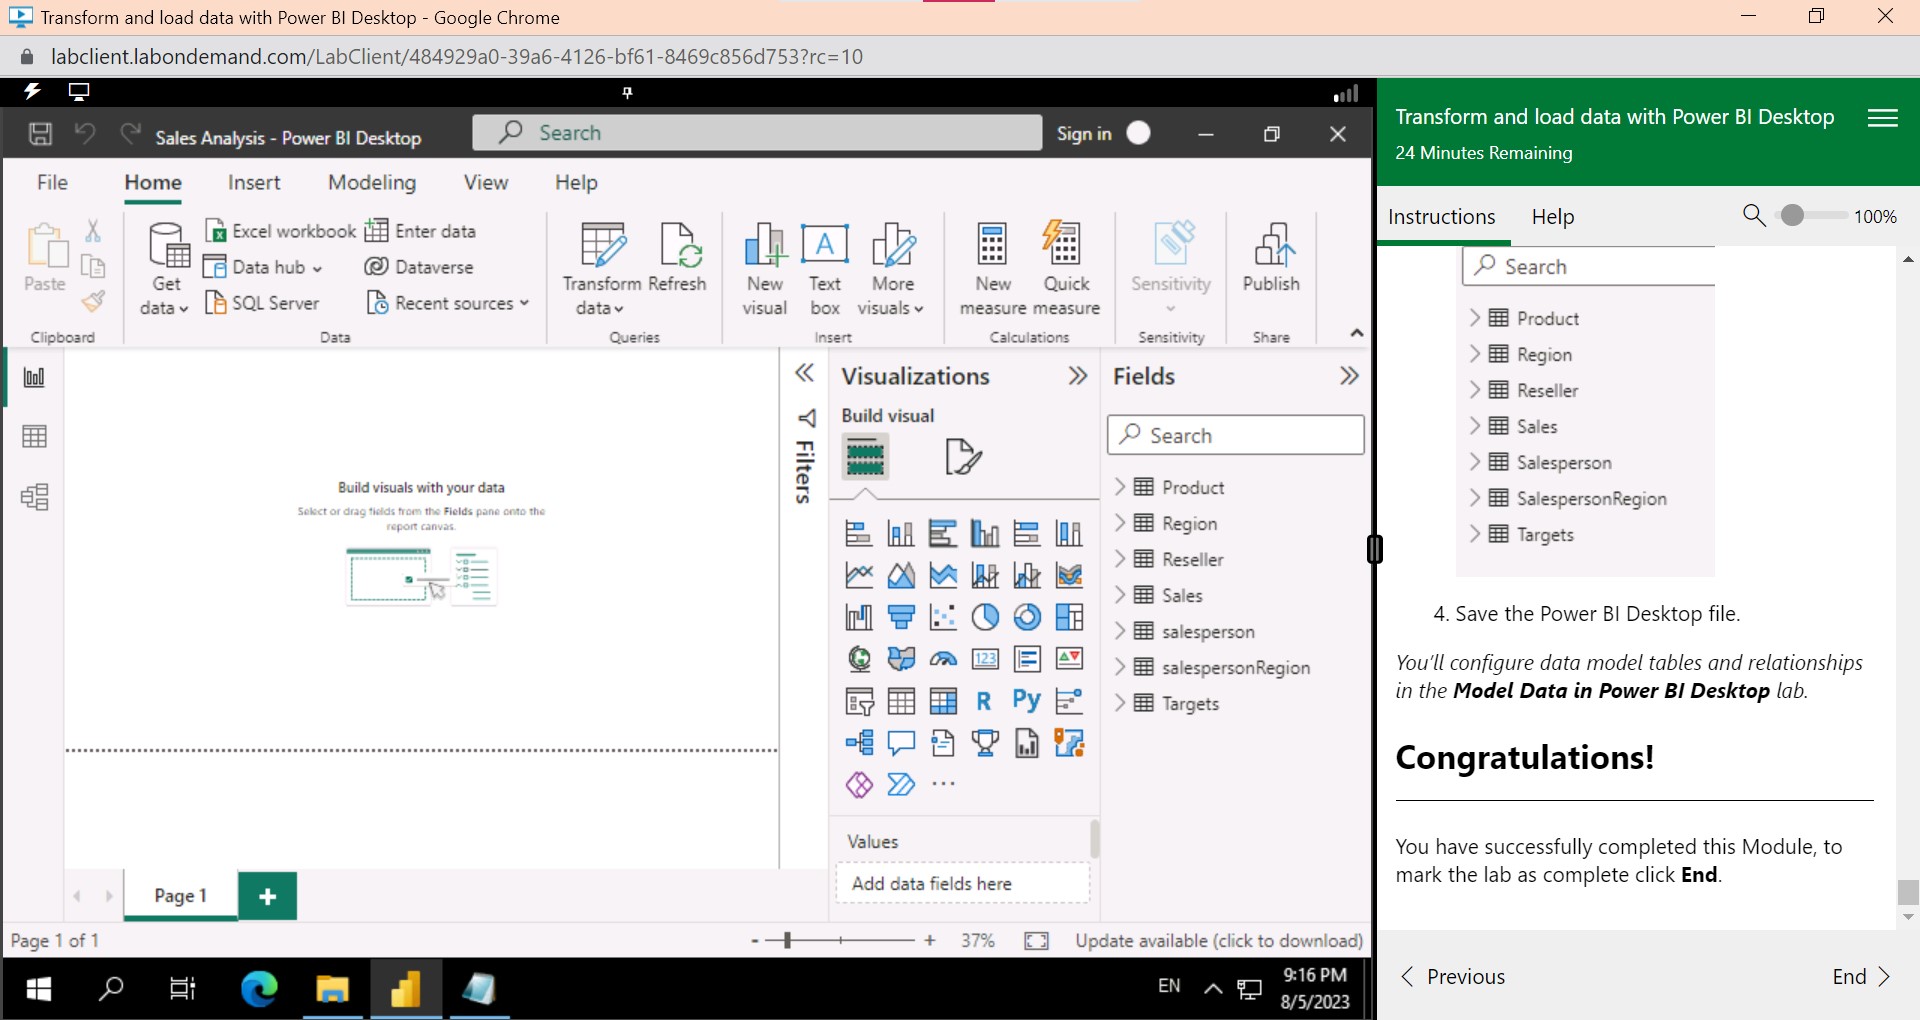 Transform and load data with Power BI Desktop - Google Chrome
labclient.labondemand.com/LabClient/484929a0-39a6-4126-bf61-8469c856d753?rc=10
Sales Analysis - Power BI Desktop
Search
Sign in
File
Home
Insert
Modeling
View
Help
Paste
Clipboard
Get data
Excel workbook
Data hub
SQL Server
Enter data
Dataverse
Recent sources
Data
Transform data
Refresh
Queries
New visual
Text box
More visuals
Insert
New measure
Quick measure
Calculations
Sensitivity
Sensitivity
Publish
Share
Build visuals with your data
Select or drag fields from the Fields pane onto the
report canvas.
Filters
Visualizations
Build visual
123
R
Py
Values
Add data fields here
Fields
Search
Product
Region
Reseller
Sales
salesperson
salespersonRegion
Targets
Page 1
Page 1 of 1
- + 37%
Update available (click to download)
EN
9:16 PM
8/5/2023
Transform and load data with Power BI Desktop
24 Minutes Remaining
Instructions
Help
100%
Search
Product
Region
Reseller
Sales
Salesperson
SalespersonRegion
Targets
4. Save the Power BI Desktop file.
You'll configure data model tables and relationships
in the Model Data in Power BI Desktop lab.
Congratulations!
You have successfully completed this Module, to
mark the lab as complete click End.
Previous
End